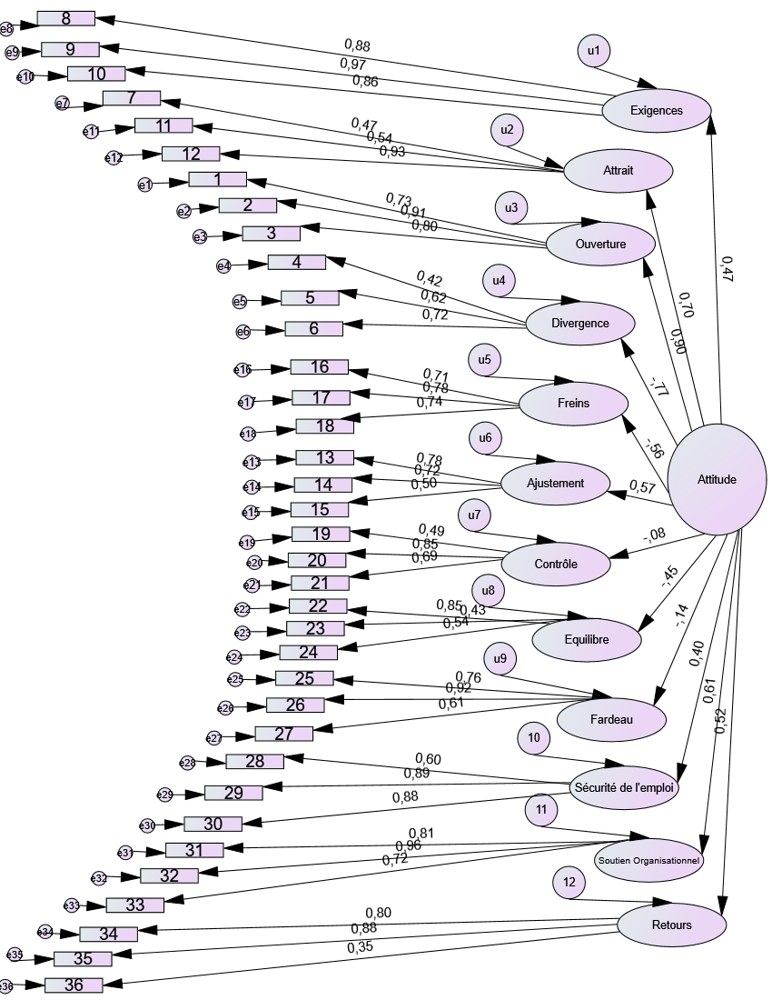 8
e8
0,88
u1
9
e9
0,97
10
e10
0,86
7
e7
Exigences
11
e11
0,47
u2
0,54
12
e12
0,93
Attrait
1
e1
2
e2
0,73
u3
0,91
3
e3
0,80
Ouverture
4
e4
0,47
0,42
u4
5
e5
0,62
0,70
6
e6
0,72
Divergence
0,90
16
e16
0,71
u5
-,77
17
e17
0,78
0,74
Freins
18
e18
u6
-,56
13
e13
0,78
0,72
14
e14
0,50
Ajustement
0,57
Attitude
15
e15
u7
19
e19
0,49
0,85
-,08
20
e20
0,69
Contrôle
21
e21
u8
-,45
22
e22
0,85
0,43
23
e23
0,54
-,14
Equilibre
24
e24
u9
0,40
25
e25
0,76
0,92
0,61
26
e26
0,61
Fardeau
0,52
27
e27
10
28
e28
0,60
0,89
29
e29
0,88
Sécurité de l'emploi
11
30
e30
0,81
31
e31
0,96
0,72
Soutien Organisationnel
32
e32
12
33
e33
0,80
34
e34
0,88
Retours
35
e35
0,35
36
e36